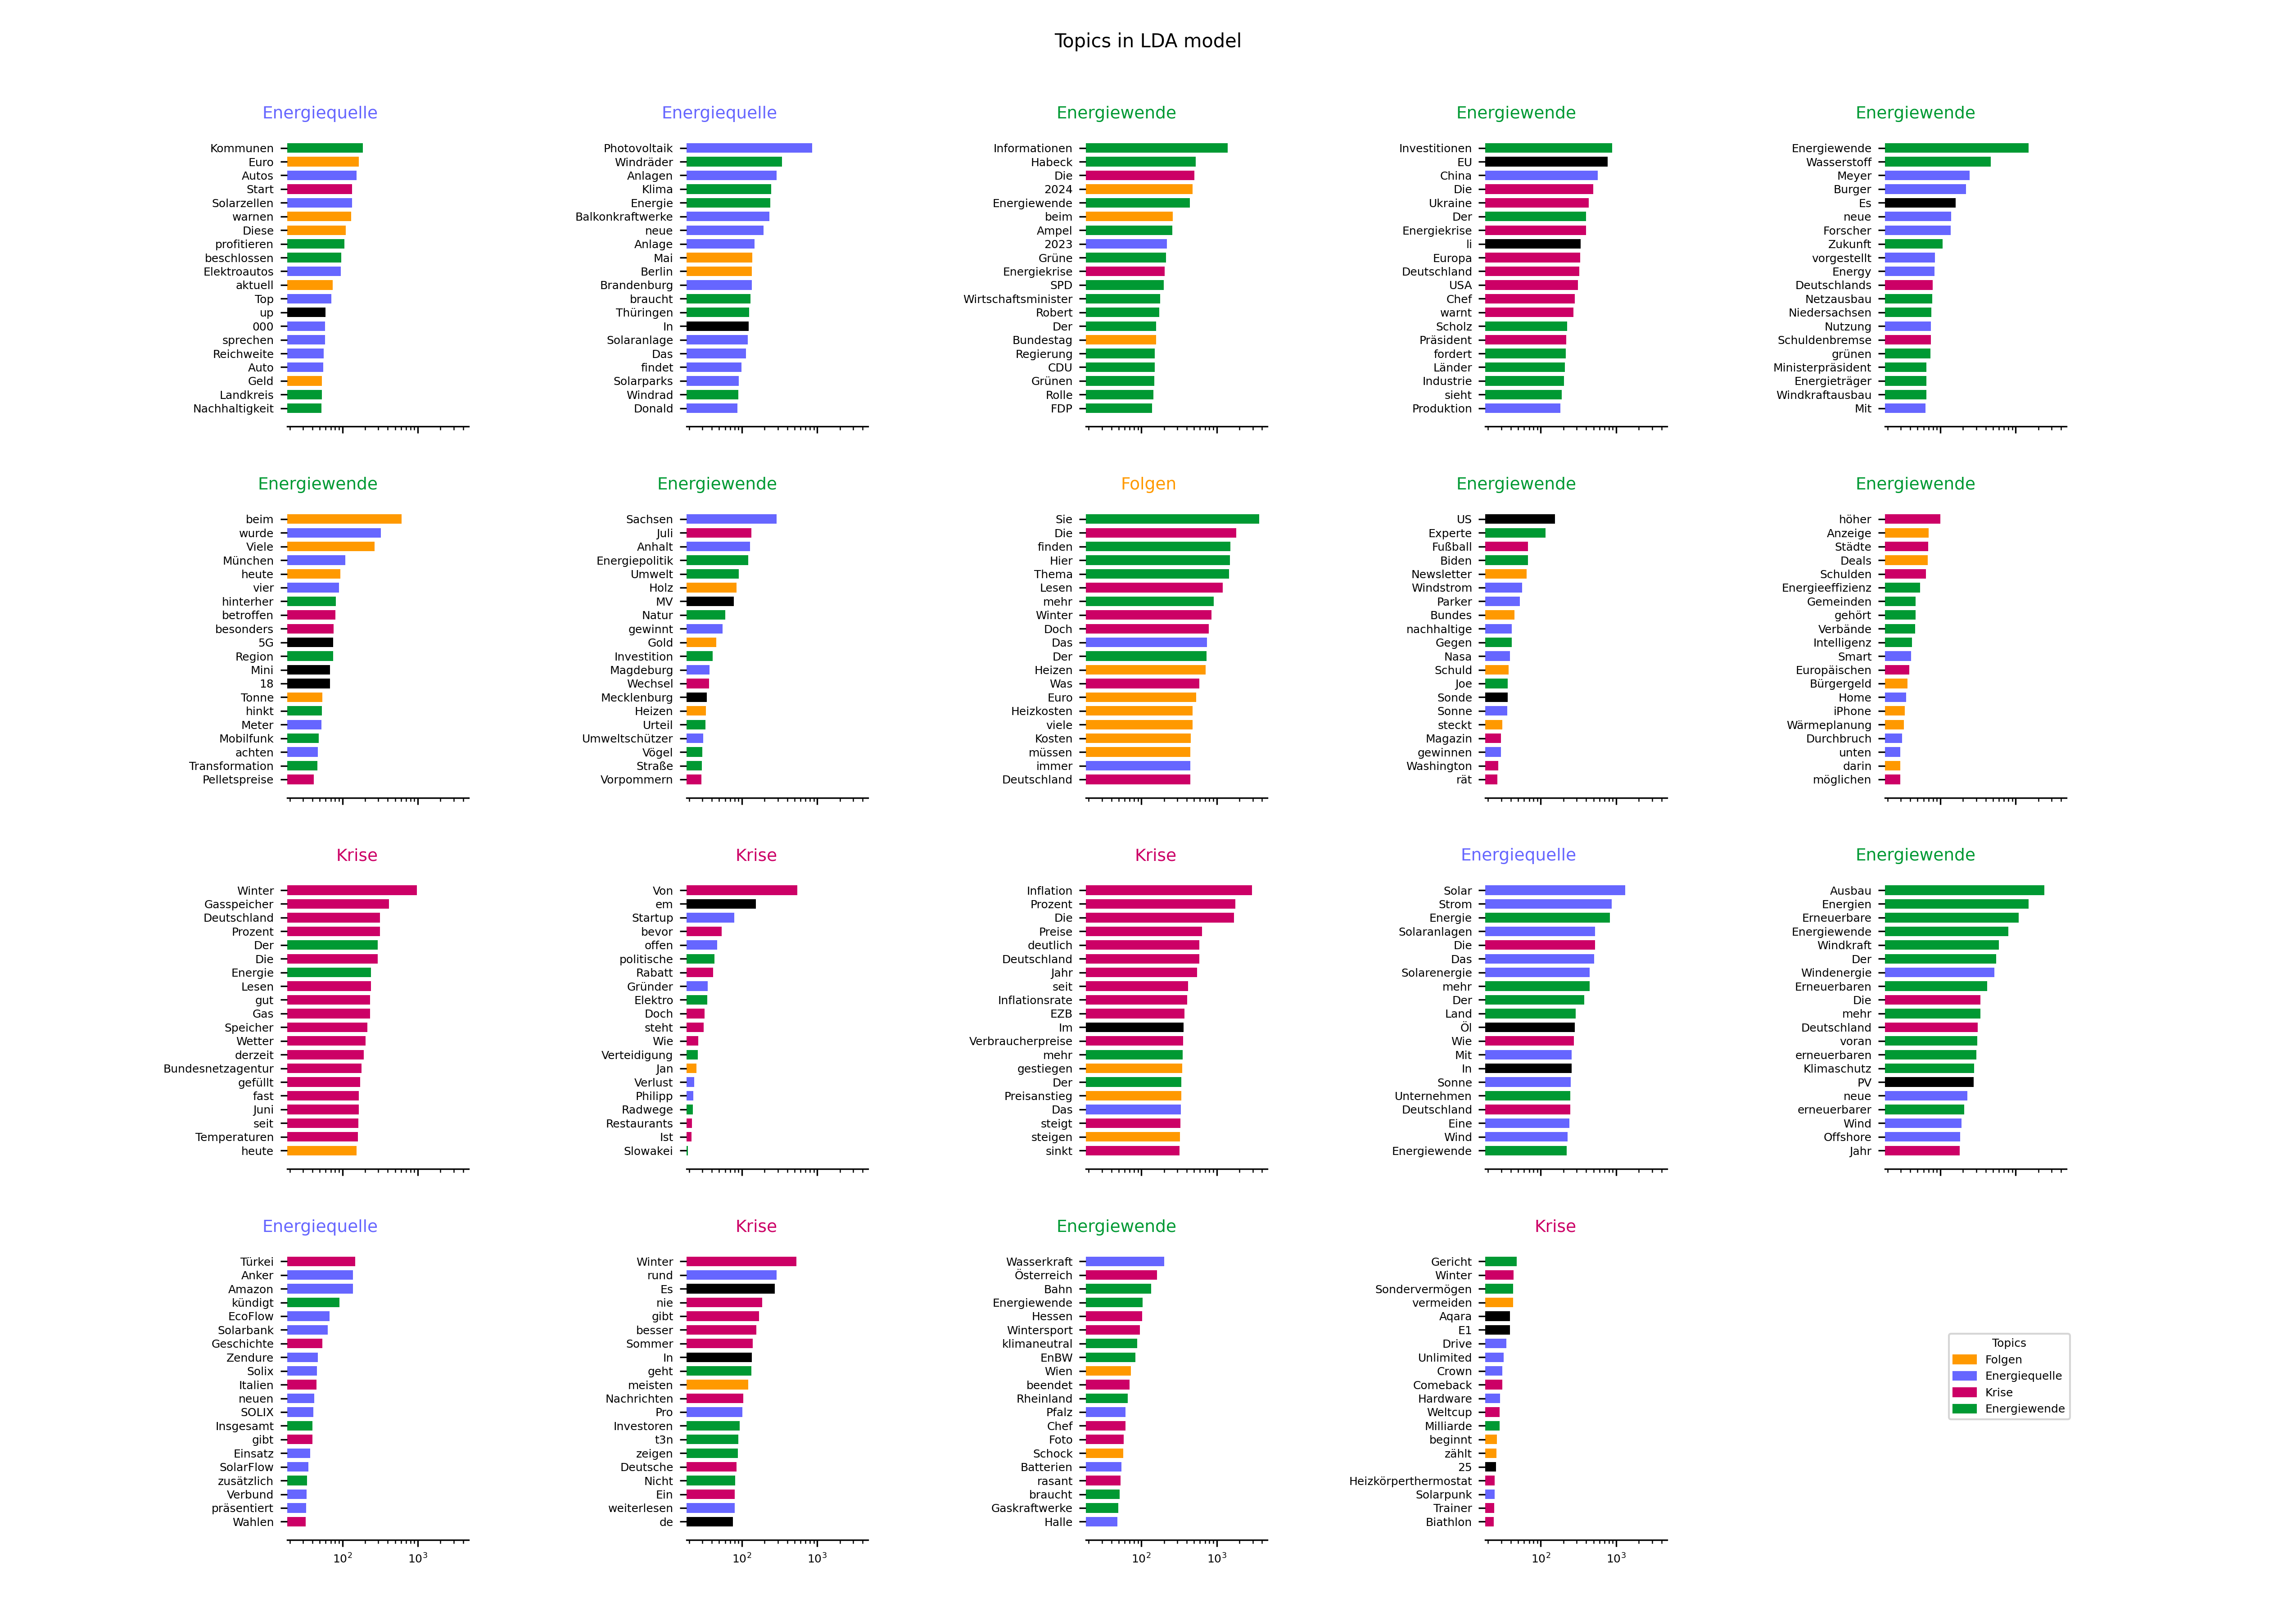 Topics in LDA model
Energiequelle
Kommunen
Euro
Autos
Start
Solarzellen
warnen
Diese
profitieren
beschlossen
Elektroautos
aktuell
Top
up
000
sprechen
Reichweite
Auto
Geld
Landkreis
Nachhaltigkeit
Energiequelle
Photovoltaik
Windräder
Anlagen
Klima
Energie
Balkonkraftwerke
neue
Anlage
Mai
Berlin
Brandenburg
braucht
Thüringen
In
Solaranlage
Das
findet
Solarparks
Windrad
Donald
Energiewende
Informationen
Habeck
Die
2024
Energiewende
beim
Ampel
2023
Grüne
Energiekrise
SPD
Wirtschaftsminister
Robert
Der
Bundestag
Regierung
CDU
Grünen
Rolle
FDP
Energiewende
Investitionen
EU
China
Die
Ukraine
Der
Energiekrise
li
Europa
Deutschland
USA
Chef
warnt
Scholz
Präsident
fordert
Länder
Industrie
sieht
Produktion
Energiewende
Energiewende
Wasserstoff
Meyer
Burger
Es
neue
Forscher
Zukunft
vorgestellt
Energy
Deutschlands
Netzausbau
Niedersachsen
Nutzung
Schuldenbremse
grünen
Ministerpräsident
Energieträger
Windkraftausbau
Mit
Energiewende
beim
wurde
Viele
München
heute
vier
hinterher
betroffen
besonders
5G
Region
Mini
18
Tonne
hinkt
Meter
Mobilfunk
achten
Transformation
Pelletspreise
Energiewende
Sachsen
Juli
Anhalt
Energiepolitik
Umwelt
Holz
MV
Natur
gewinnt
Gold
Investition
Magdeburg
Wechsel
Mecklenburg
Heizen
Urteil
Umweltschützer
Vögel
Straße
Vorpommern
Folgen
Sie
Die
finden
Hier
Thema
Lesen
mehr
Winter
Doch
Das
Der
Heizen
Was
Euro
Heizkosten
viele
Kosten
müssen
immer
Deutschland
Energiewende
US
Experte
Fußball
Biden
Newsletter
Windstrom
Parker
Bundes
nachhaltige
Gegen
Nasa
Schuld
Joe
Sonde
Sonne
steckt
Magazin
gewinnen
Washington
rät
Energiewende
höher
Anzeige
Städte
Deals
Schulden
Energieeffizienz
Gemeinden
gehört
Verbände
Intelligenz
Smart
Europäischen
Bürgergeld
Home
iPhone
Wärmeplanung
Durchbruch
unten
darin
möglichen
Krise
Winter
Gasspeicher
Deutschland
Prozent
Der
Die
Energie
Lesen
gut
Gas
Speicher
Wetter
derzeit
Bundesnetzagentur
gefüllt
fast
Juni
seit
Temperaturen
heute
Krise
Von
em
Startup
bevor
offen
politische
Rabatt
Gründer
Elektro
Doch
steht
Wie
Verteidigung
Jan
Verlust
Philipp
Radwege
Restaurants
Ist
Slowakei
Krise
Inflation
Prozent
Die
Preise
deutlich
Deutschland
Jahr
seit
Inflationsrate
EZB
Im
Verbraucherpreise
mehr
gestiegen
Der
Preisanstieg
Das
steigt
steigen
sinkt
Energiequelle
Solar
Strom
Energie
Solaranlagen
Die
Das
Solarenergie
mehr
Der
Land
Öl
Wie
Mit
In
Sonne
Unternehmen
Deutschland
Eine
Wind
Energiewende
Energiewende
Ausbau
Energien
Erneuerbare
Energiewende
Windkraft
Der
Windenergie
Erneuerbaren
Die
mehr
Deutschland
voran
erneuerbaren
Klimaschutz
PV
neue
erneuerbarer
Wind
Offshore
Jahr
Energiequelle
Türkei
Anker
Amazon
kündigt
EcoFlow
Solarbank
Geschichte
Zendure
Solix
Italien
neuen
SOLIX
Insgesamt
gibt
Einsatz
SolarFlow
zusätzlich
Verbund
präsentiert
Wahlen
10²
10³
Krise
Winter
rund
Es
nie
gibt
besser
Sommer
In
geht
meisten
Nachrichten
Pro
Investoren
t3n
zeigen
Deutsche
Nicht
Ein
weiterlesen
de
10²
10³
Energiewende
Wasserkraft
Österreich
Bahn
Energiewende
Hessen
Wintersport
klimaneutral
EnBW
Wien
beendet
Rheinland
Pfalz
Chef
Foto
Schock
Batterien
rasant
braucht
Gaskraftwerke
Halle
10²
10³
Krise
Gericht
Winter
Sondervermögen
vermeiden
Aqara
E1
Drive
Unlimited
Crown
Comeback
Hardware
Weltcup
Milliarde
beginnt
zählt
25
Heizkörperthermostat
Solarpunk
Trainer
Biathlon
10²
10³
Topics
Folgen
Energiequelle
Krise
Energiewende